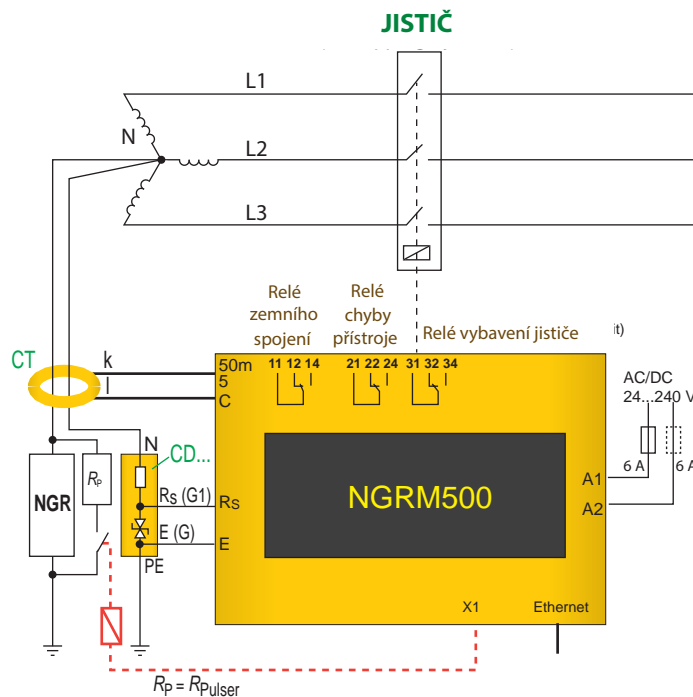 JISTIČ
L1
N
L2
L3
Relé
zemního
spojení
Relé
chyby
přístroje
Relé vybavení jističe
it)
CT
k
l
50m
5
C
11 12 14
21 22 24
31 32 34
AC/DC
24...240 V
6 A
6 A
A1
A2
N
CD...
NGR
RP
RS (G1)
RS
E (G)
E
PE
NGRM500
X1
Ethernet
RP = RPulser